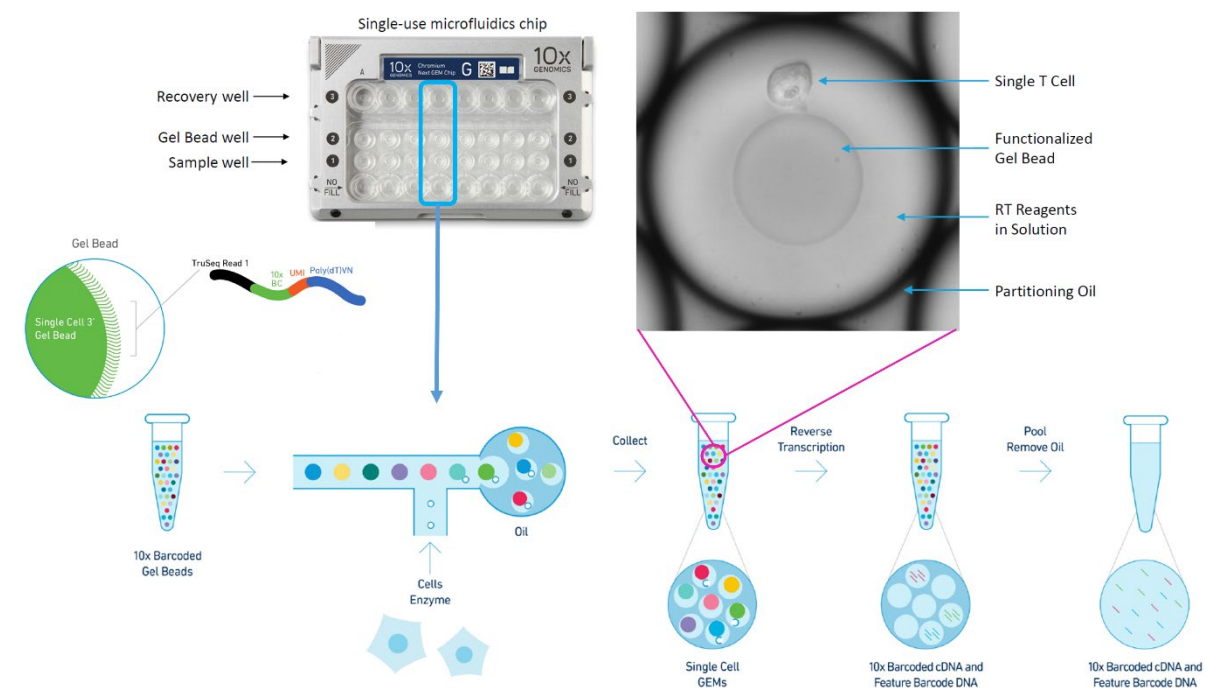 Single-use microfluidics chip
10x
GENOMICS
Chromium
Next GEM Chip
G
10x
GENOMICS
A
Recovery well
3
3
Gel Bead well
2
2
Sample well
1
1
NO
FILL
NO
FILL
Single T Cell
Functionalized
Gel Bead
RT Reagents
in Solution
Partitioning Oil
Gel Bead
TruSeq Read 1
10x
BC
UMI
Poly(dT)VN
Single Cell 3'
Gel Bead
10x Barcoded
Gel Beads
Oil
Cells
Enzyme
Collect
Single Cell
GEMs
Reverse
Transcription
10x Barcoded cDNA and
Feature Barcode DNA
Pool
Remove Oil
10x Barcoded cDNA and
Feature Barcode DNA